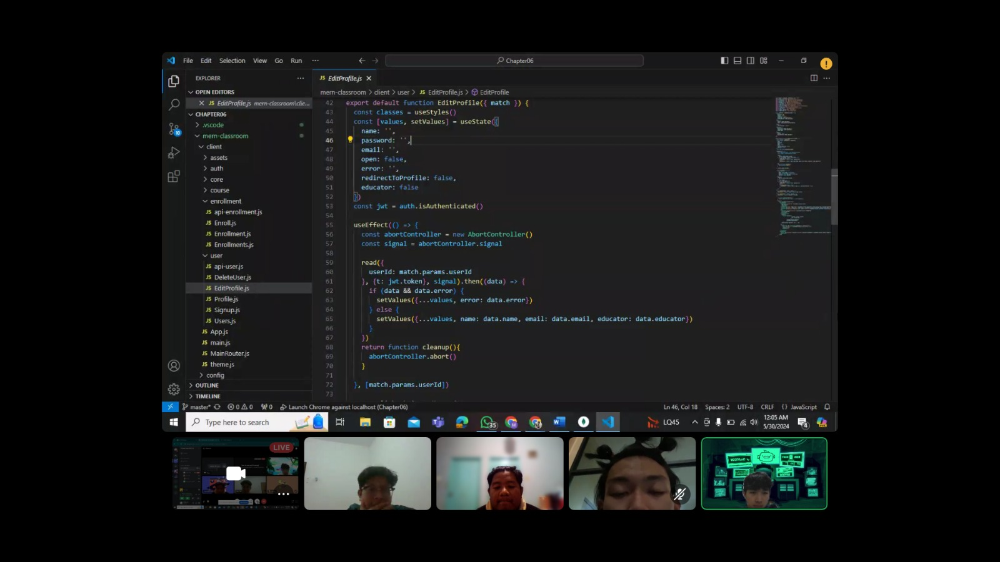 File Edit Selection View Go Run ···
Chapter06
EXPLORER
OPEN EDITORS
EditProfile.js mern-classroom\clie...
CHAPTER06
.vscode
mern-classroom
client
assets
auth
core
course
enrollment
JS api-enrollment.js
JS Enroll.js
JS Enrollment.js
JS Enrollments.js
user
JS api-user.js
JS DeleteUser.js
JS EditProfile.js
JS Profile.js
JS Signup.js
JS Users.js
JS App.js
JS main.js
JS MainRouter.js
JS theme.js
config
OUTLINE
TIMELINE
JS EditProfile.js
mern-classroom > client > user > JS EditProfile.js > EditProfile
42 export default function EditProfile({ match }) {
43 const classes = useStyles()
44 const [values, setValues] = useState({
45 name: '',
46 password: '',
47 email: '',
48 open: false,
49 error: '',
50 redirectToProfile: false,
51 educator: false
52 })
53 const jwt = auth.isAuthenticated()
54
55 useEffect(() => {
56 const abortController = new AbortController()
57 const signal = abortController.signal
58
59 read({
60 userId: match.params.userId
61 }, {t: jwt.token}, signal).then((data) => {
62 if (data && data.error) {
63 setValues({...values, error: data.error})
64 } else {
65 setValues({...values, name: data.name, email: data.email, educator: data.educator})
66 }
67 })
68 return function cleanup(){
69 abortController.abort()
70 }
71
72 }, [match.params.userId])
73
master* 0 0 0 Launch Chrome against localhost (Chapter06) Ln 46, Col 18 Spaces: 2 UTF-8 CRLF { } JavaScript
Type here to search
35
LQ45
12:05 AM
5/30/2024
4
LIVE